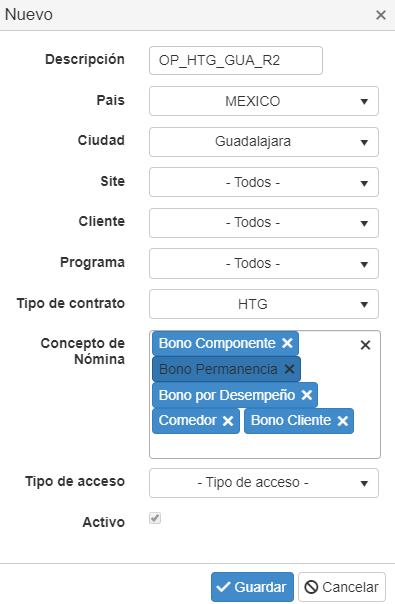 Nuevo ×
Descripción OP_HTG_GUA_R2
Pais MEXICO
Ciudad Guadalajara
Site - Todos -
Cliente - Todos -
Programa - Todos -
Tipo de contrato HTG
Concepto de
Nómina
Bono Componente ×
Bono Permanencia ×
Bono por Desempeño ×
Comedor × Bono Cliente ×
Tipo de acceso - Tipo de acceso -
Activo
Guardar Cancelar